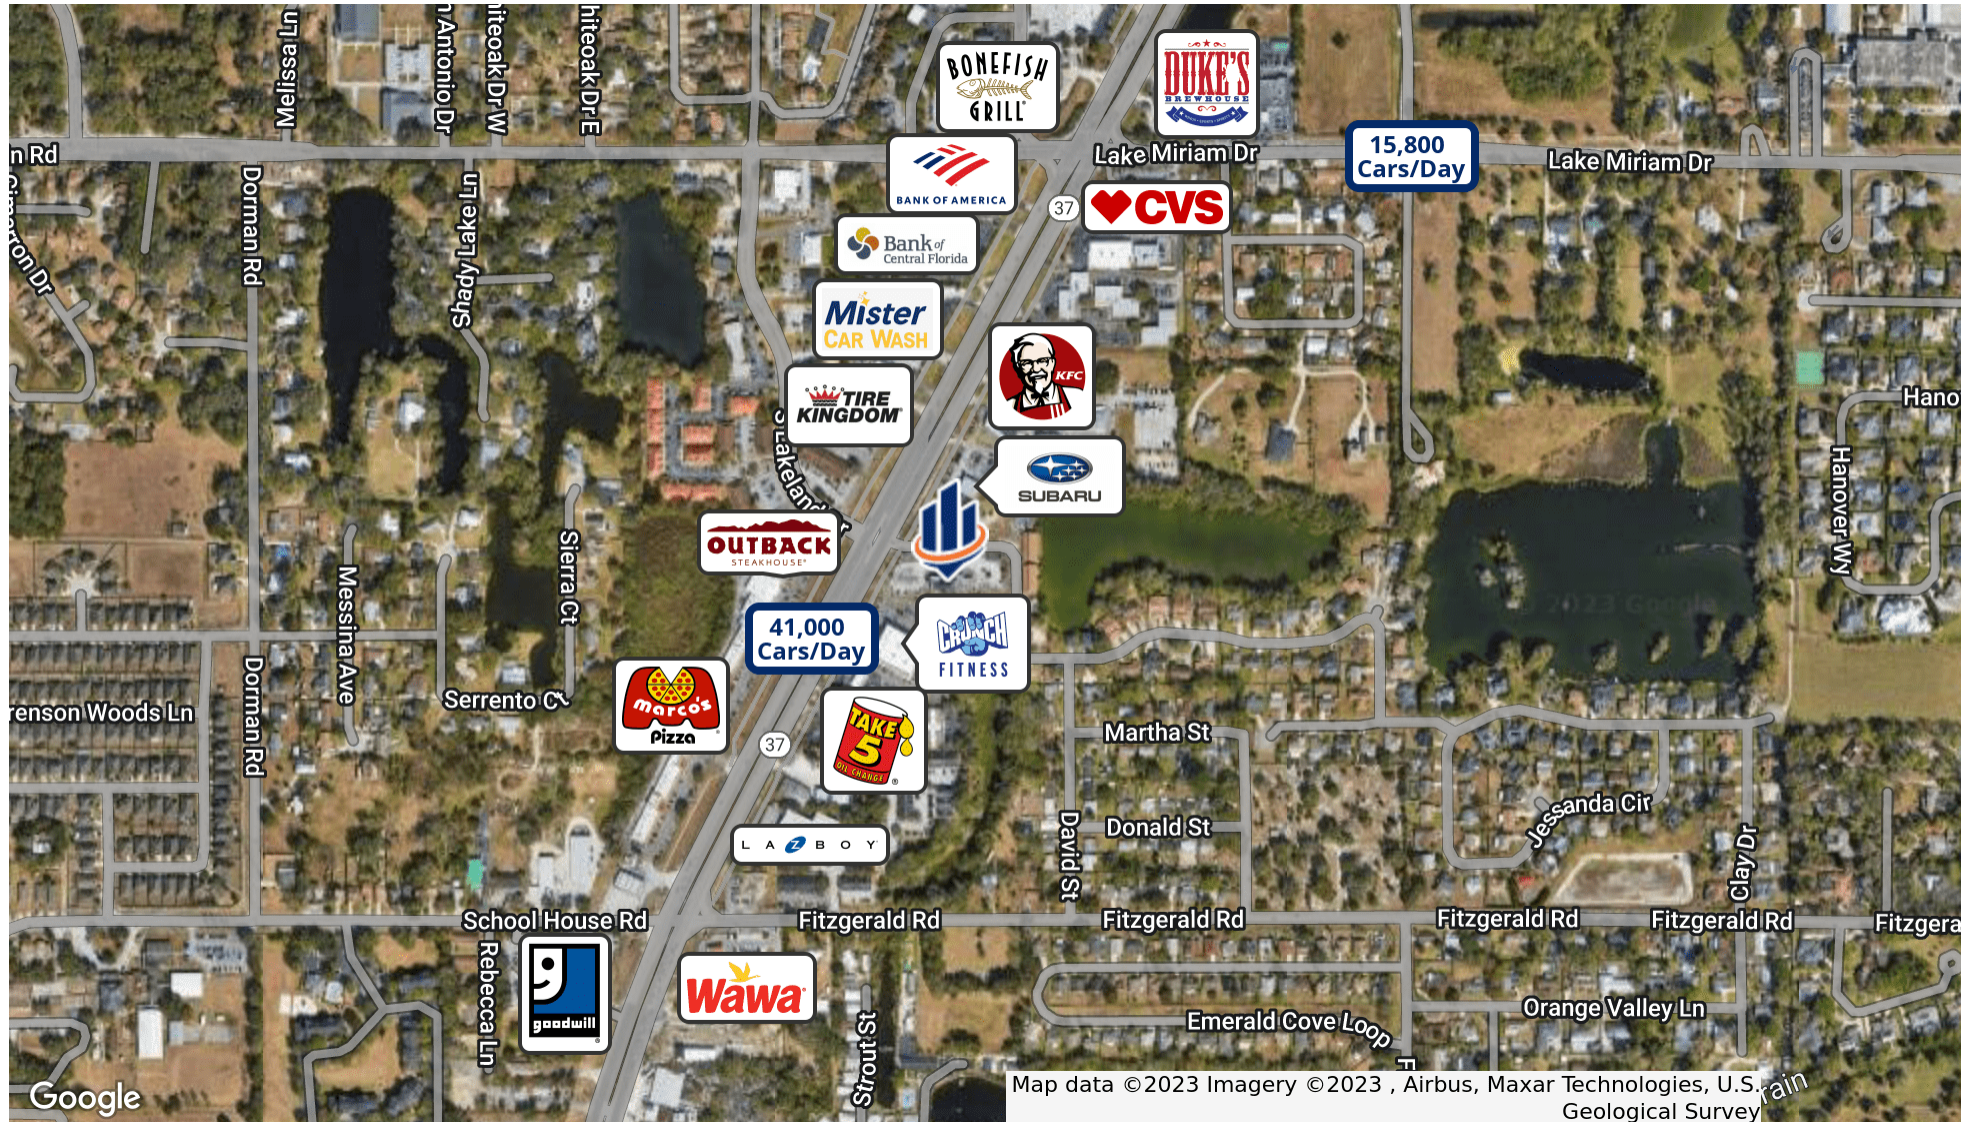 Melissa Ln
n Antonio Dr
iteoak Dr W
hiteoak Dr E
BONEFISH
GRILL
DUKE'S
BREWHOUSE
n Rd
Lake Miriam Dr
15,800
Cars/Day
Lake Miriam Dr
BANK OF AMERICA
37
CVS
Dorman Rd
Shady Lake Ln
Bank of
Central Florida
Mister
CAR WASH
KFC
TIRE
KINGDOM
Hano
Hanover Wy
SUBARU
OUTBACK
STEAKHOUSE
Sierra Ct
Messina Ave
41,000
Cars/Day
CRUNCH
FITNESS
Dorman Rd
Serrento Ct
renson Woods Ln
marco's
Pizza
TAKE
5
OIL CHANGE
37
Martha St
Donald St
David St
Jessanda Cir
Clay Dr
LAZBOY
School House Rd
Fitzgerald Rd
Fitzgerald Rd
Fitzgerald Rd
Fitzgerald Rd
Fitzgera
Rebecca Ln
goodwill
Wawa
Strout St
Emerald Cove Loop
Orange Valley Ln
F
Google
Map data ©2023 Imagery ©2023 , Airbus, Maxar Technologies, U.S.
Geological Survey
rain